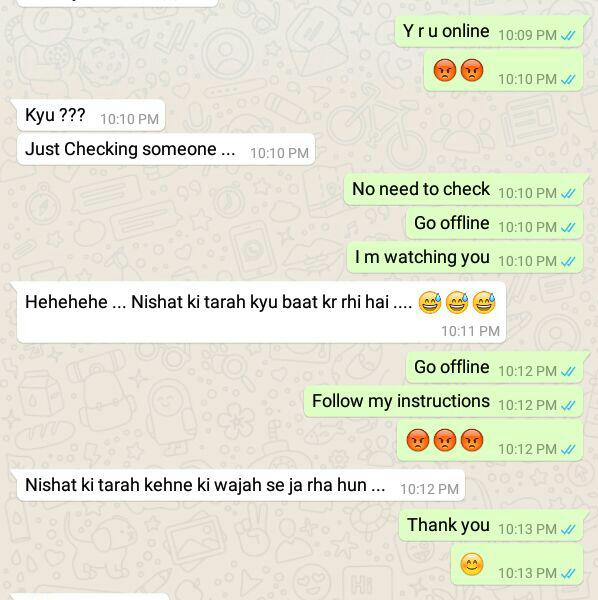 Y r u online 10:09 PM
😡😡 10:10 PM
Kyu ??? 10:10 PM
Just Checking someone ... 10:10 PM
No need to check 10:10 PM
Go offline 10:10 PM
I m watching you 10:10 PM
Hehehehe ... Nishat ki tarah kyu baat kr rhi hai .... 😅😅😅
10:11 PM
Go offline 10:12 PM
Follow my instructions 10:12 PM
😡😡😡 10:12 PM
Nishat ki tarah kehne ki wajah se ja rha hun ... 10:12 PM
Thank you 10:13 PM
😊 10:13 PM